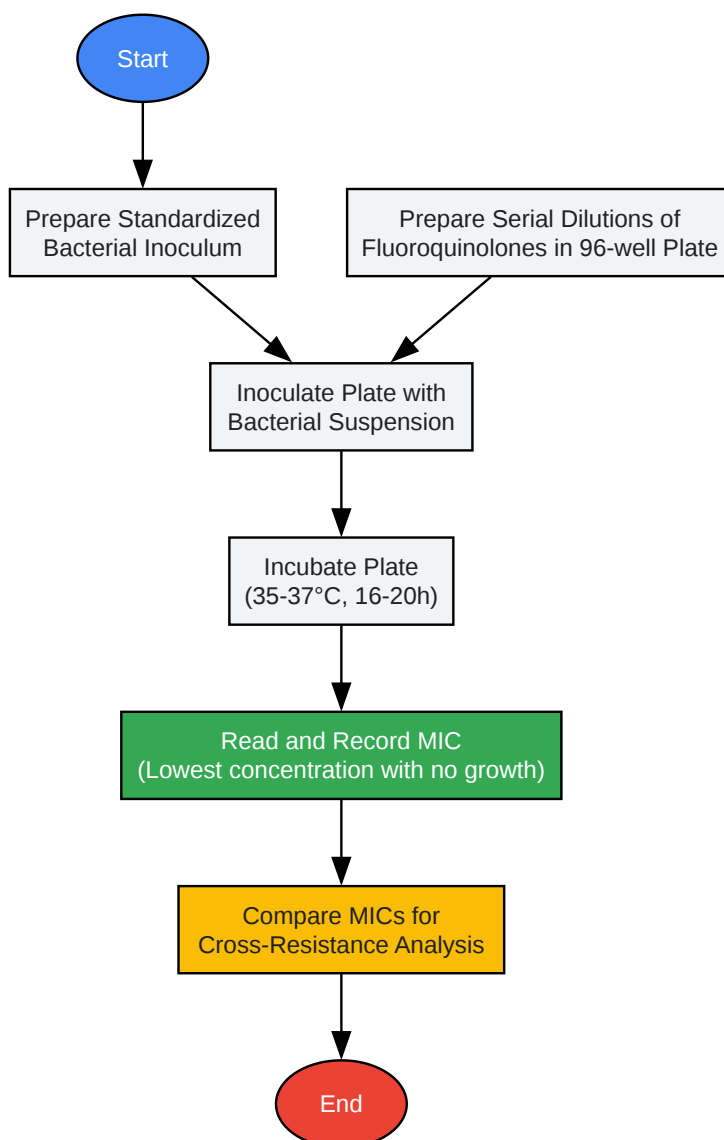 Start
Prepare Standardized
Bacterial Inoculum
Prepare Serial Dilutions of
Fluoroquinolones in 96-well Plate
Inoculate Plate with
Bacterial Suspension
Incubate Plate
(35-37°C, 16-20h)
Read and Record MIC
(Lowest concentration with no growth)
Compare MICs for
Cross-Resistance Analysis
End